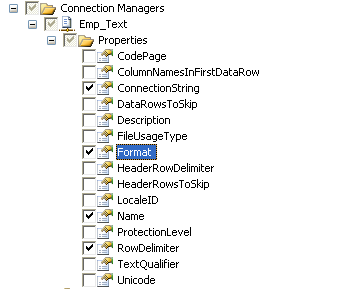 Connection Managers
Emp_Text
Properties
CodePage
ColumnNamesInFirstDataRow
ConnectionString
DataRowsToSkip
Description
FileUsageType
Format
HeaderRowDelimiter
HeaderRowsToSkip
LocaleID
Name
ProtectionLevel
RowDelimiter
TextQualifier
Unicode